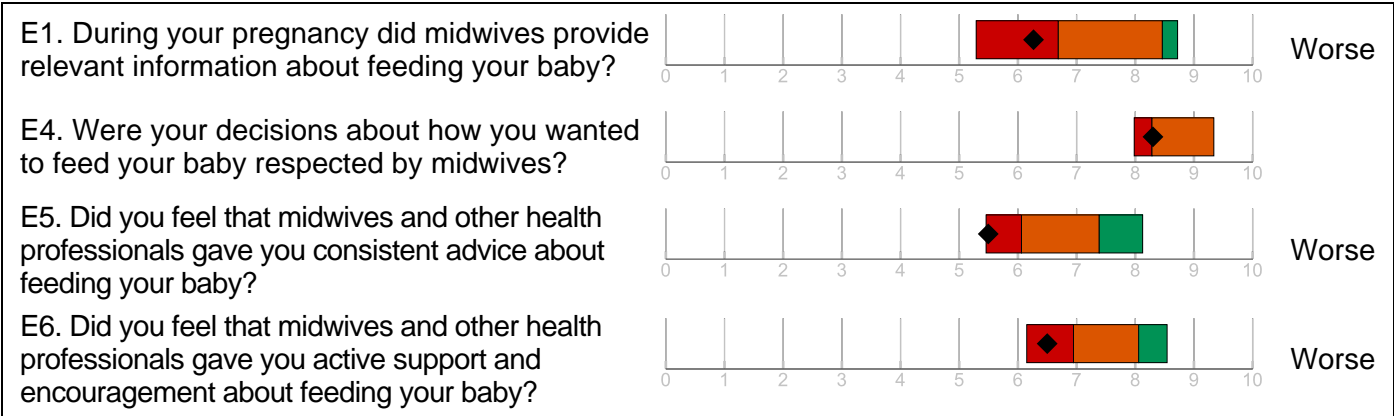 E1. During your pregnancy did midwives provide
relevant information about feeding your baby?
0 1 2 3 4 5 6 7 8 9 10
Worse
E4. Were your decisions about how you wanted
to feed your baby respected by midwives?
0 1 2 3 4 5 6 7 8 9 10
E5. Did you feel that midwives and other health
professionals gave you consistent advice about
feeding your baby?
0 1 2 3 4 5 6 7 8 9 10
Worse
E6. Did you feel that midwives and other health
professionals gave you active support and
encouragement about feeding your baby?
0 1 2 3 4 5 6 7 8 9 10
Worse